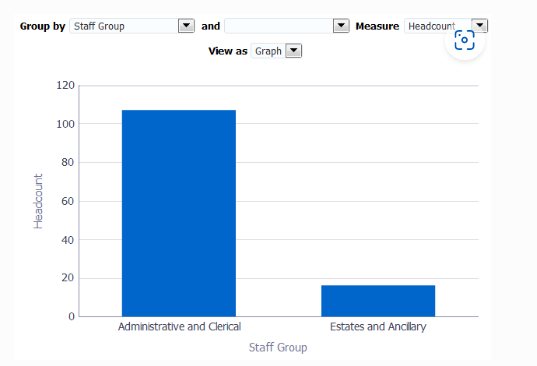 Group by Staff Group and Measure Headcount
View as Graph
120
100
80
60
40
20
0
Headcount
Administrative and Clerical Estates and Ancillary
Staff Group